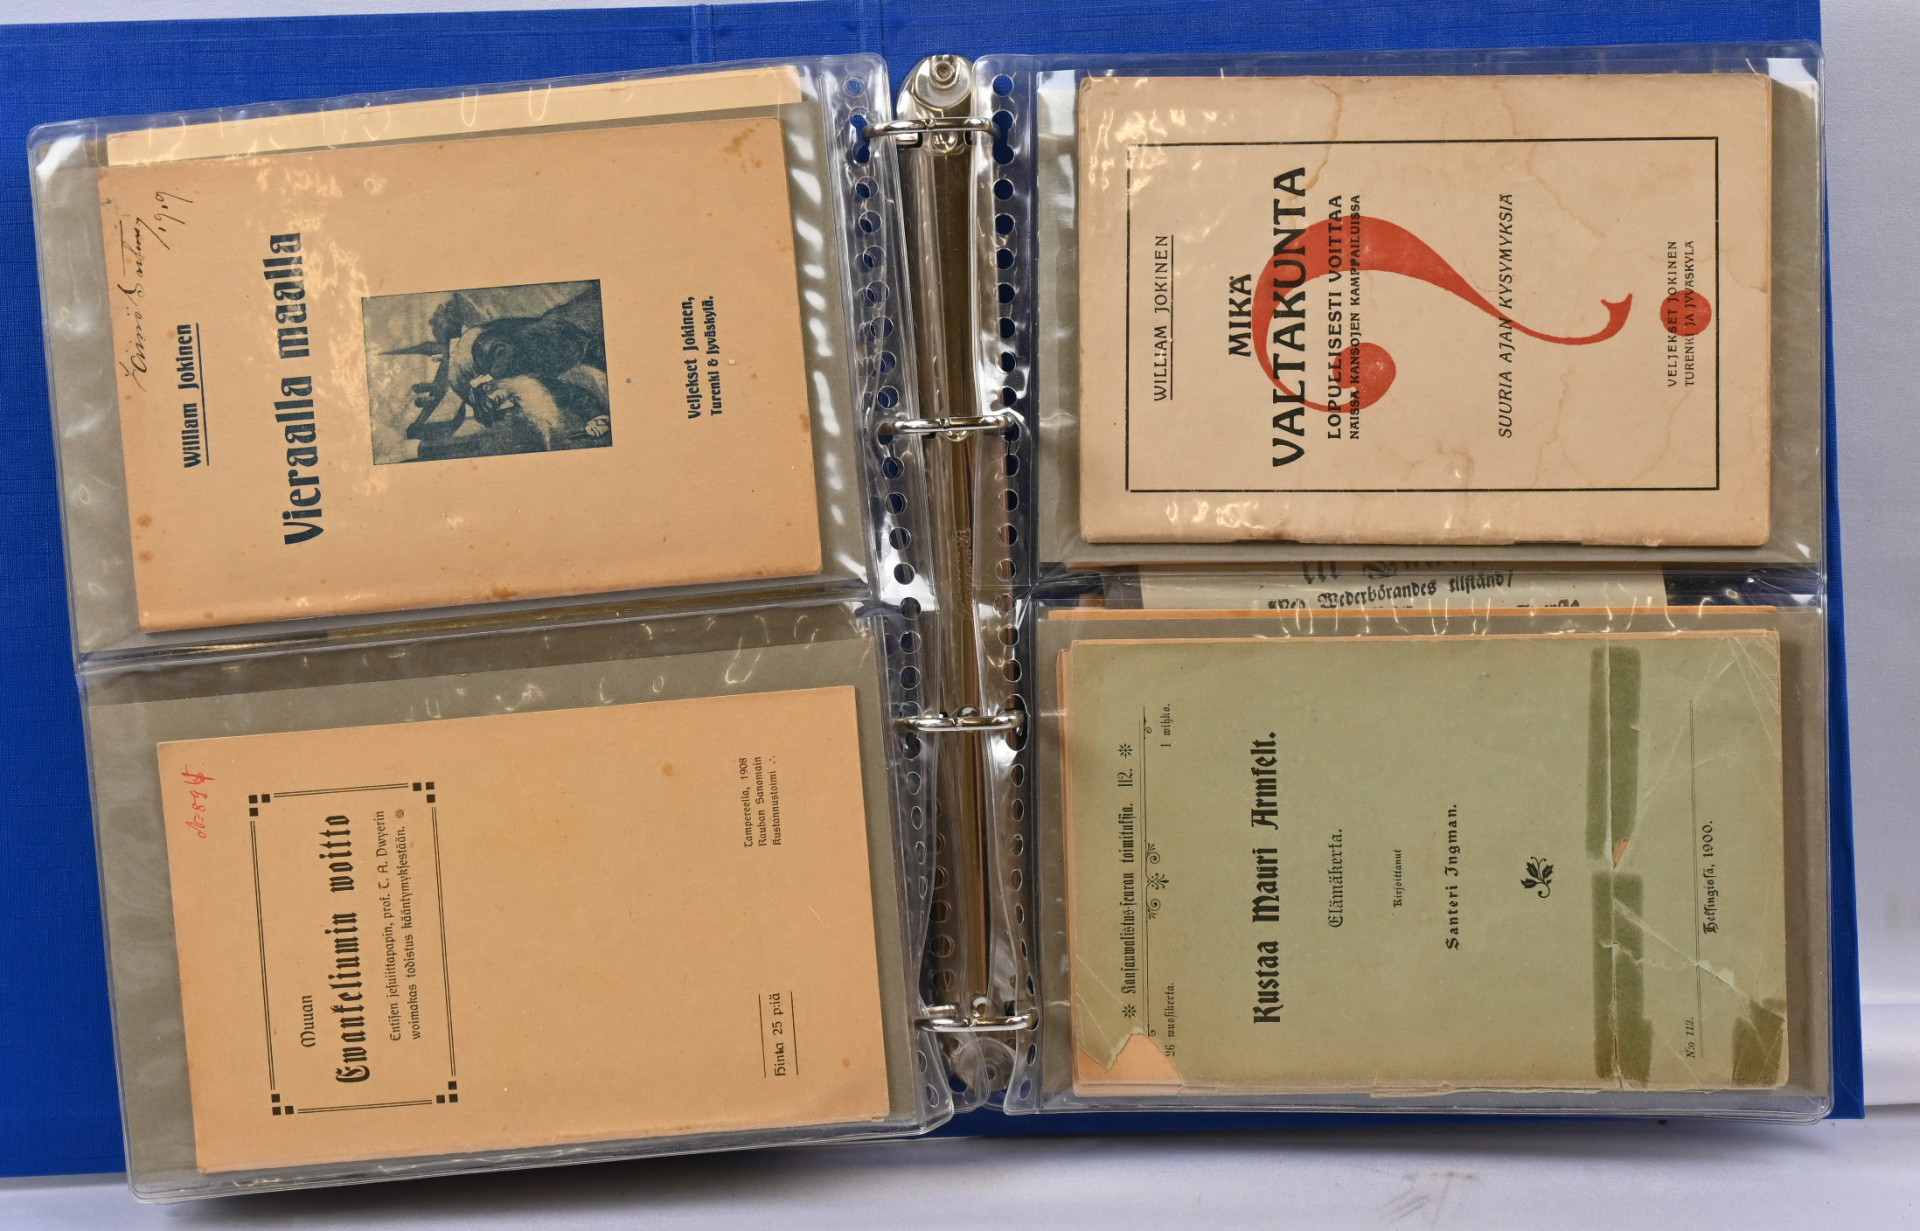 1919.
William Jokinen
Vieraalla maalla
Veljekset Jokinen,
Turenki & Jyväskylä.
WILLIAM JOKINEN
MIKÄ
VALTAKUNTA
LOPULLISESTI VOITTAA
NÄISSÄ KANSOJEN KAMPPAILUISSA
?
SUURIA AJAN KYSYMYKSIÄ
VELJEKSET JOKINEN
TURENKI JA JYVÄSKYLÄ
Muuan
Ewankeliumin woitto
Entisen jesuiittapapin, prof. T. A. Dwyerin
woimakas todistus kääntymyksestään.
Tampereella, 1908
Rauhan Sanomain
Kustannustoimi
Hinta 25 p:iä
Wederbörandes tilstånd/
Kansanwalistus-seuran toimituksia. 112.
26 wuosikerta.
1 wihko.
Kustaa Mauri Armfelt.
Elämäkerta.
Kirjoittanut
Santeri Ingman.
N:o 112.
Helsingissä, 1900.